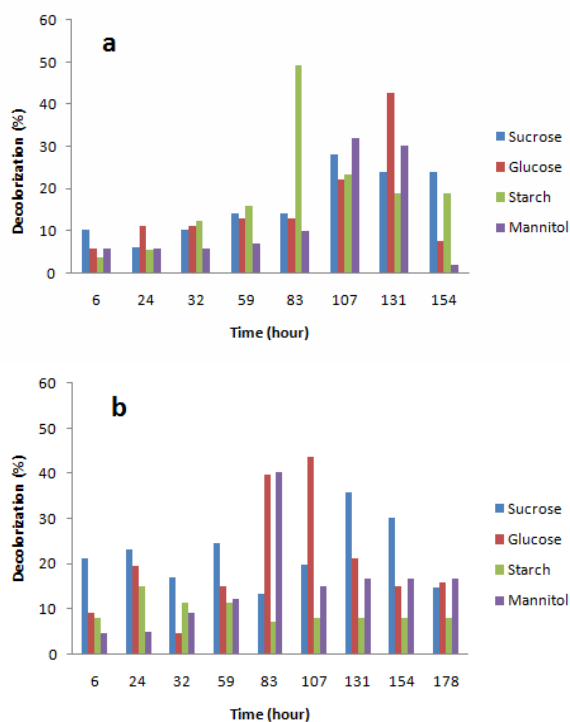 a
60
50
40
30
20
10
0
Decolorization (%)
6 24 32 59 83 107 131 154
Time (hour)
Sucrose
Glucose
Starch
Mannitol
b
60
50
40
30
20
10
0
Decolorization (%)
6 24 32 59 83 107 131 154 178
Time (hour)
Sucrose
Glucose
Starch
Mannitol